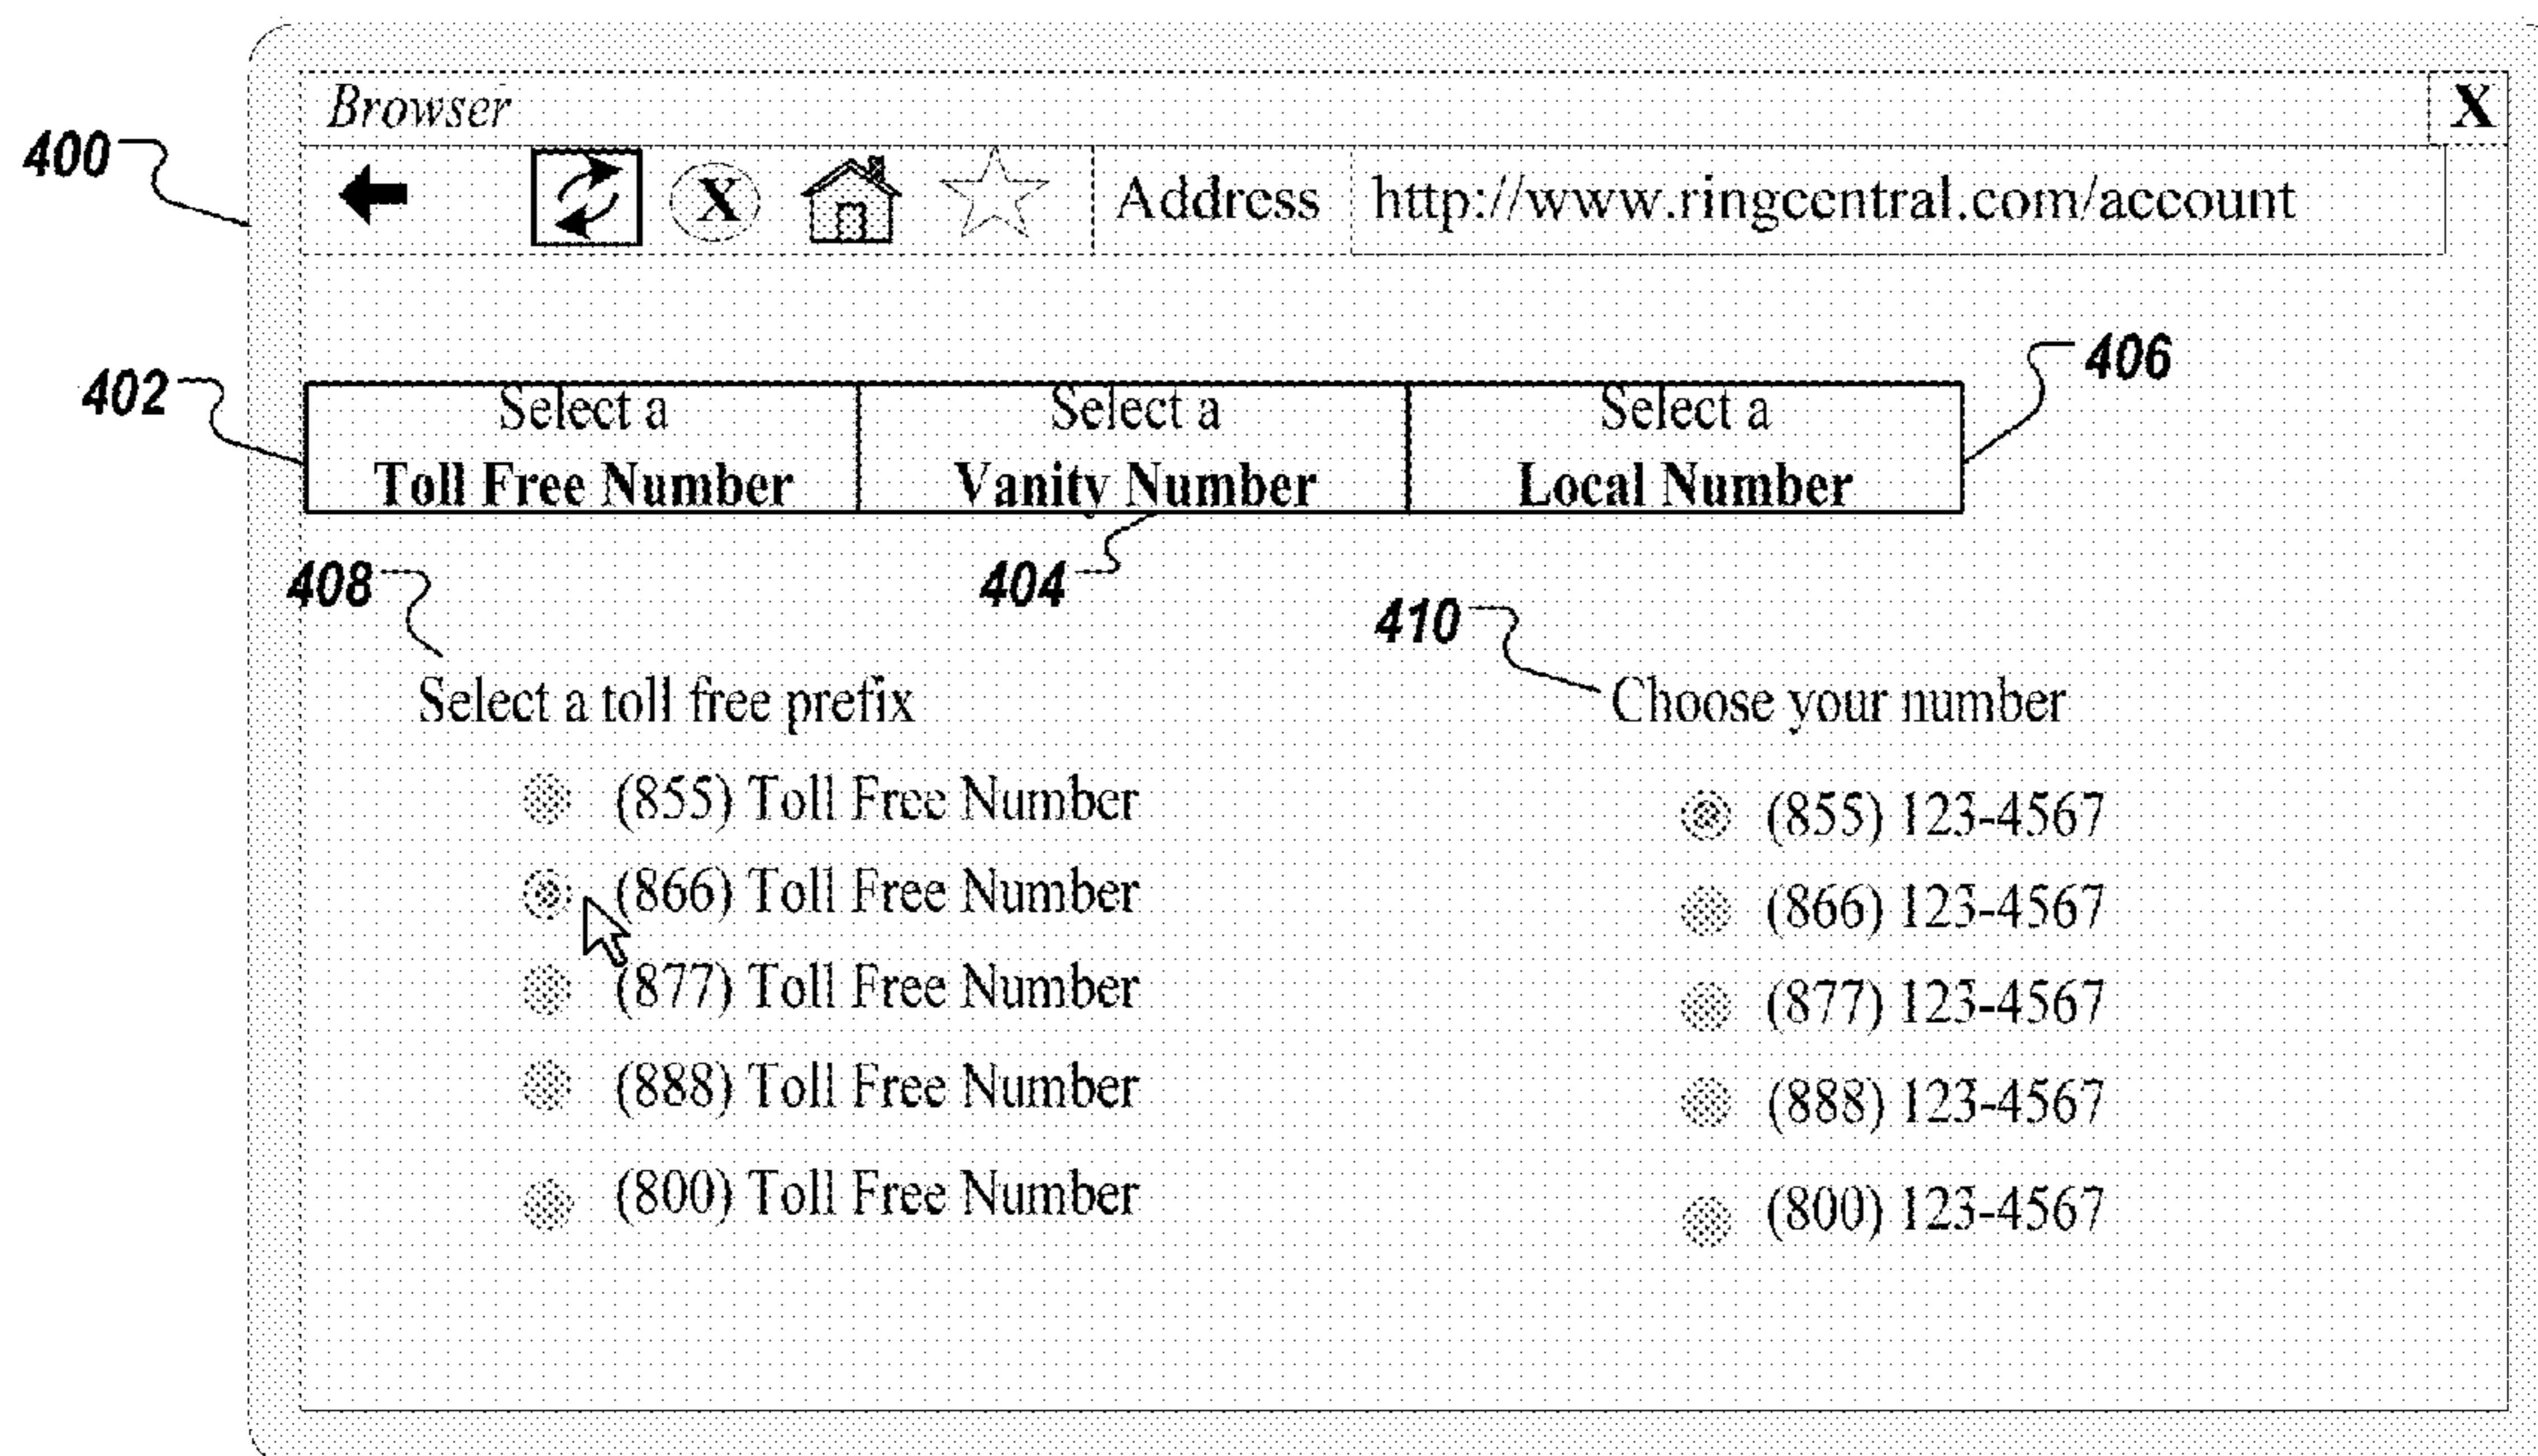 Browser
X
400
X
Address
http://www.ringcentral.com/account
402
406
Select a
Toll Free Number
Select a
Vanity Number
Select a
Local Number
408
404
410
Select a toll free prefix
(855) Toll Free Number
(866) Toll Free Number
(877) Toll Free Number
(888) Toll Free Number
(800) Toll Free Number
Choose your number
(855) 123-4567
(866) 123-4567
(877) 123-4567
(888) 123-4567
(800) 123-4567